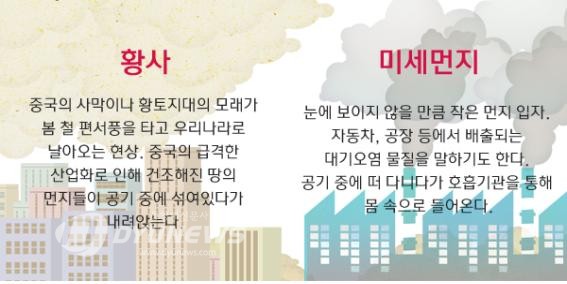 황사
중국의 사막이나 황토지대의 모래가
봄 철 편서풍을 타고 우리나라로
날아오는 현상. 중국의 급격한
산업화로 인해 건조해진 땅의
먼지들이 공기 중에 섞여있다가
내려앉는다
미세먼지
눈에 보이지 않을 만큼 작은 먼지 입자.
자동차, 공장 등에서 배출되는
대기오염 물질을 말하기도 한다.
공기 중에 떠 다니다가 호흡기관을 통해
몸 속으로 들어온다.